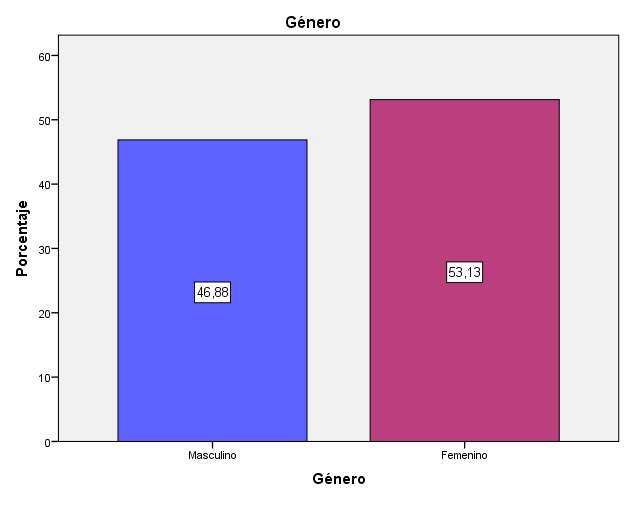 Género
60
50
40
30
20
10
0
Porcentaje
46,88
53,13
Masculino
Femenino
Género